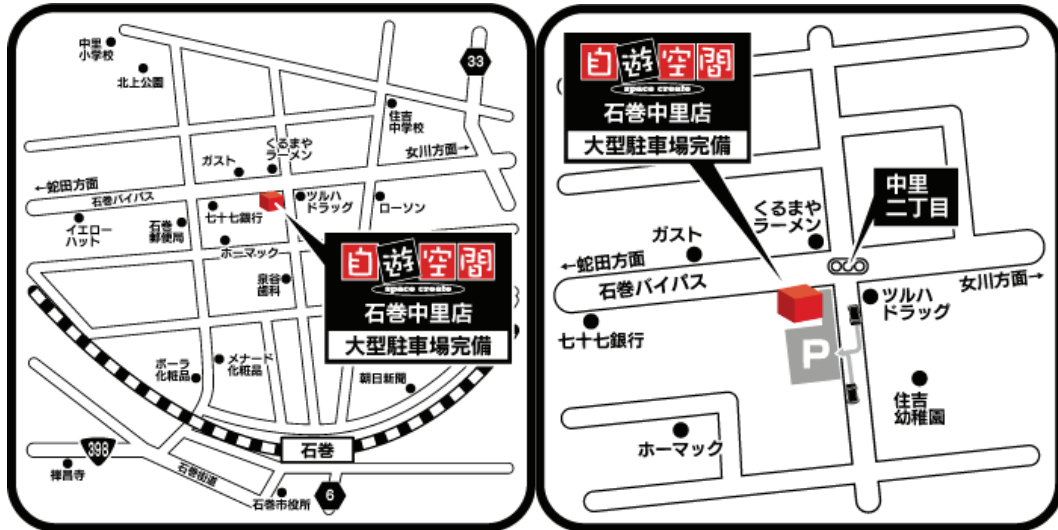 中里
小学校
北上公園
33
住吉
中学校
くるまや
ラーメン
ガスト
女川方面→
←蛇田方面
石巻バイパス
七十七銀行
ツルハ
ドラッグ
ローソン
イエロー
ハット
石巻
郵便局
ホーマック
泉谷
歯科
自遊空間
space create
石巻中里店
大型駐車場完備
ポーラ
化粧品
メナード
化粧品
朝日新聞
石巻
398
禅昌寺
石巻街道
石巻市役所
6
自遊空間
space create
石巻中里店
大型駐車場完備
中里
二丁目
くるまや
ラーメン
ガスト
←蛇田方面
石巻バイパス
女川方面→
ツルハ
ドラッグ
七十七銀行
P
住吉
幼稚園
ホーマック